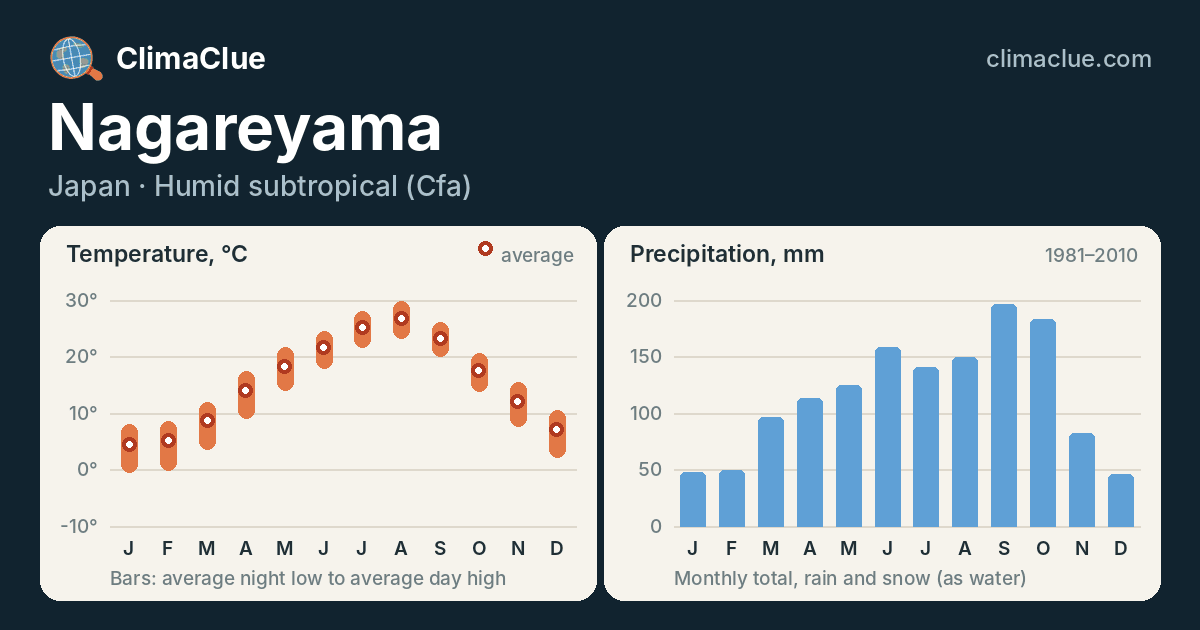 ClimaClue
climaclue.com
Nagareyama
Japan · Humid subtropical (Cfa)
Temperature, °C
average
30°
20°
10°
0°
-10°
J F M A M J J A S O N D
Bars: average night low to average day high
Precipitation, mm
1981–2010
200
150
100
50
0
J F M A M J J A S O N D
Monthly total, rain and snow (as water)